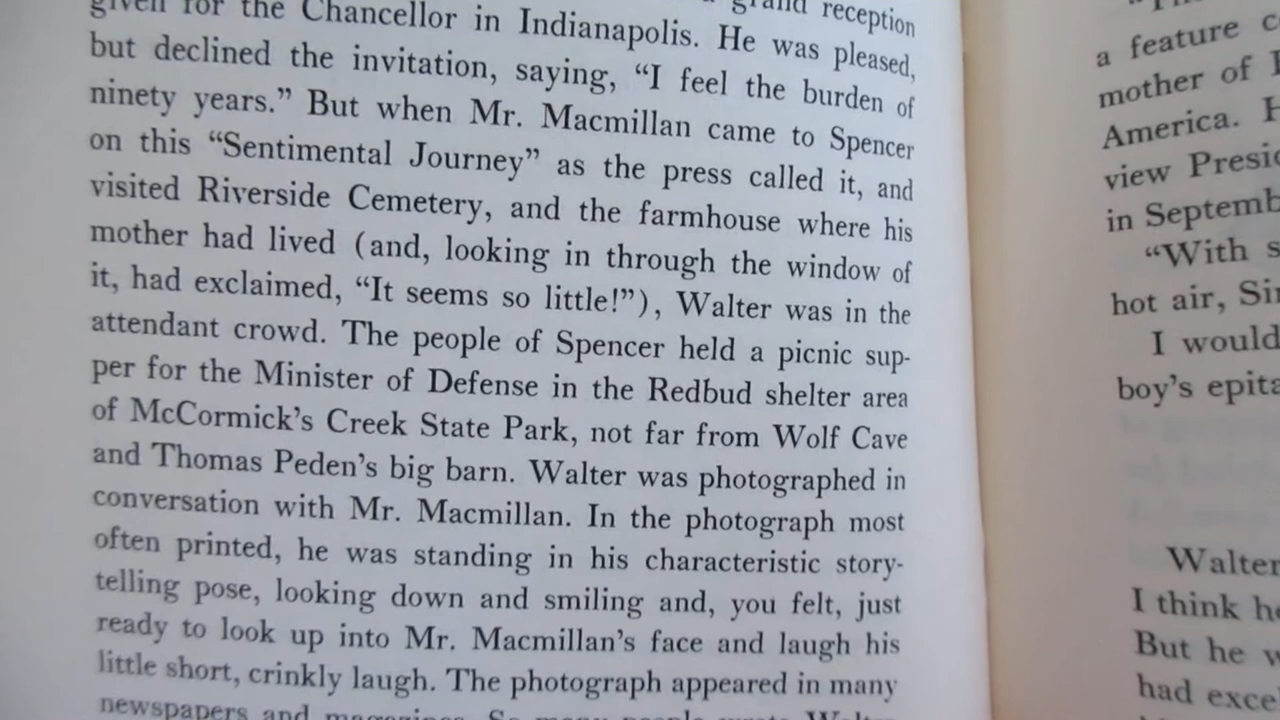 given for the Chancellor in Indianapolis. He was pleased,
but declined the invitation, saying, “I feel the burden of
ninety years.” But when Mr. Macmillan came to Spencer
on this “Sentimental Journey” as the press called it, and
visited Riverside Cemetery, and the farmhouse where his
mother had lived (and, looking in through the window of
it, had exclaimed, “It seems so little!”), Walter was in the
attendant crowd. The people of Spencer held a picnic sup-
per for the Minister of Defense in the Redbud shelter area
of McCormick’s Creek State Park, not far from Wolf Cave
and Thomas Peden’s big barn. Walter was photographed in
conversation with Mr. Macmillan. In the photograph most
often printed, he was standing in his characteristic story-
telling pose, looking down and smiling and, you felt, just
ready to look up into Mr. Macmillan’s face and laugh his
little short, crinkly laugh. The photograph appeared in many
newspapers and magazines. So many people wrote Walter
a feature
mother of
America.
view
in
“With
hot air,
I would
boy’s
Walter
I think
But he
had